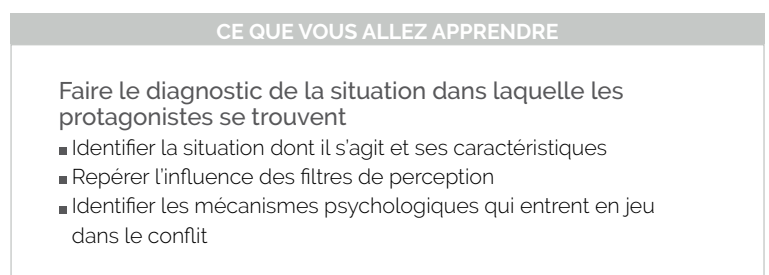 CE QUE VOUS ALLEZ APPRENDRE
Faire le diagnostic de la situation dans laquelle les
protagonistes se trouvent
■ Identifier la situation dont il s'agit et ses caractéristiques
■ Repérer l'influence des filtres de perception
■ Identifier les mécanismes psychologiques qui entrent en jeu
dans le conflit